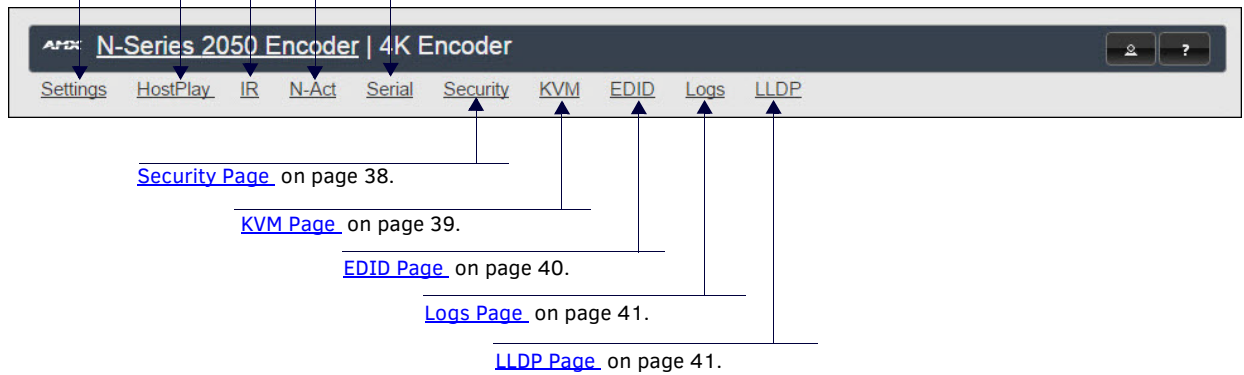 AMX N-Series 2050 Encoder | 4K Encoder ?
Settings HostPlay IR N-Act Serial Security KVM EDID Logs LLDP
Security Page on page 38.
KVM Page on page 39.
EDID Page on page 40.
Logs Page on page 41.
LLDP Page on page 41.